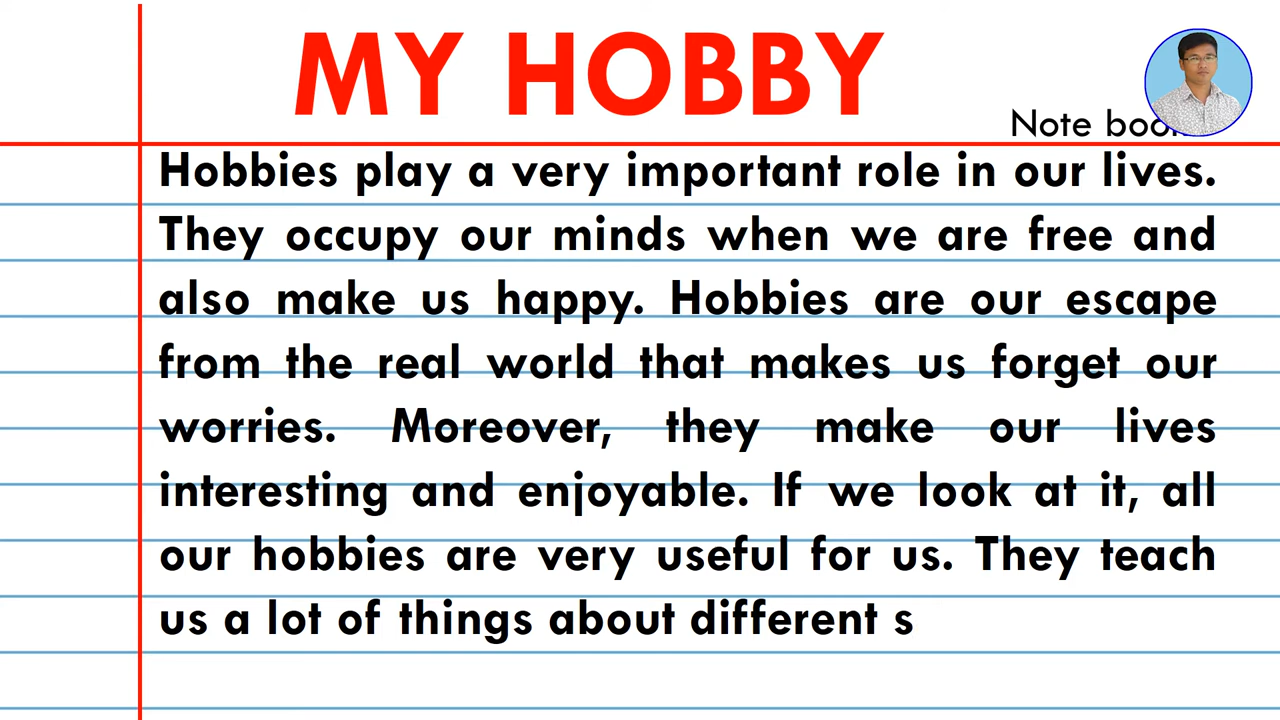 MY HOBBY
Note book
Hobbies play a very important role in our lives.
They occupy our minds when we are free and
also make us happy. Hobbies are our escape
from the real world that makes us forget our
worries. Moreover, they make our lives
interesting and enjoyable. If we look at it, all
our hobbies are very useful for us. They teach
us a lot of things about different s